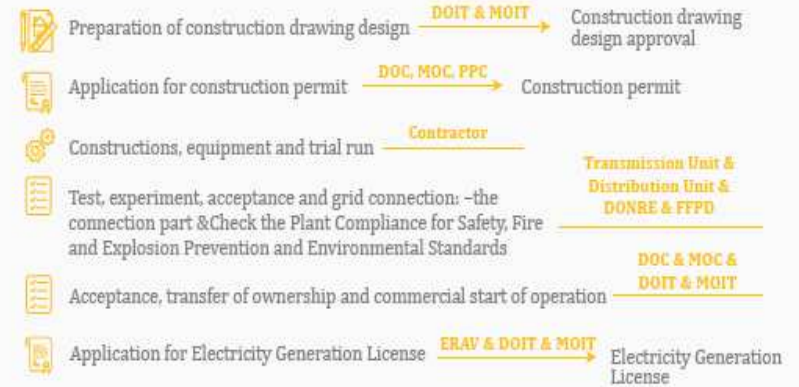 Preparation of construction drawing design
DOIT & MOIT
Construction drawing
design approval
Application for construction permit
DOC, MOC, PPC
Construction permit
Constructions, equipment and trial run
Contractor
Test, experiment, acceptance and grid connection: –the
connection part &Check the Plant Compliance for Safety, Fire
and Explosion Prevention and Environmental Standards
Transmission Unit &
Distribution Unit &
DONRE & FFPD
Acceptance, transfer of ownership and commercial start of operation
DOC & MOC &
DOIT & MOIT
Application for Electricity Generation License
ERAV & DOIT & MOIT
Electricity Generation
License